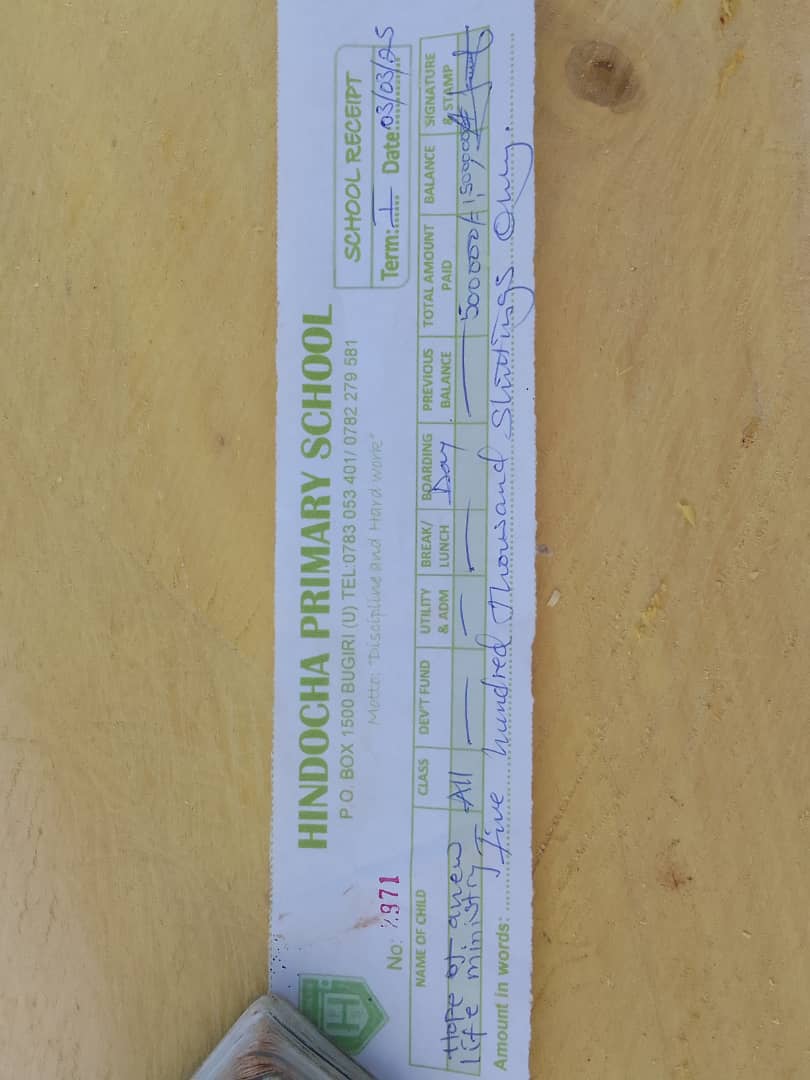 HINDOCHA PRIMARY SCHOOL
P.O. BOX 1500 BUGIRI (U) TEL:0783 053 401/ 0782 279 581
Motto: "Discipline and Hard work"
SCHOOL RECEIPT
Term: I Date: 03/03/25
No: 2971
NAME OF CHILD CLASS DEV'T FUND UTILITY & ADM BREAK/ LUNCH BOARDING PREVIOUS BALANCE TOTAL AMOUNT PAID BALANCE SIGNATURE & STAMP
Hope of a new life ministry All — — — Day — 500000/=
Amount in words: five hundred Thousand Shillings Only.
H